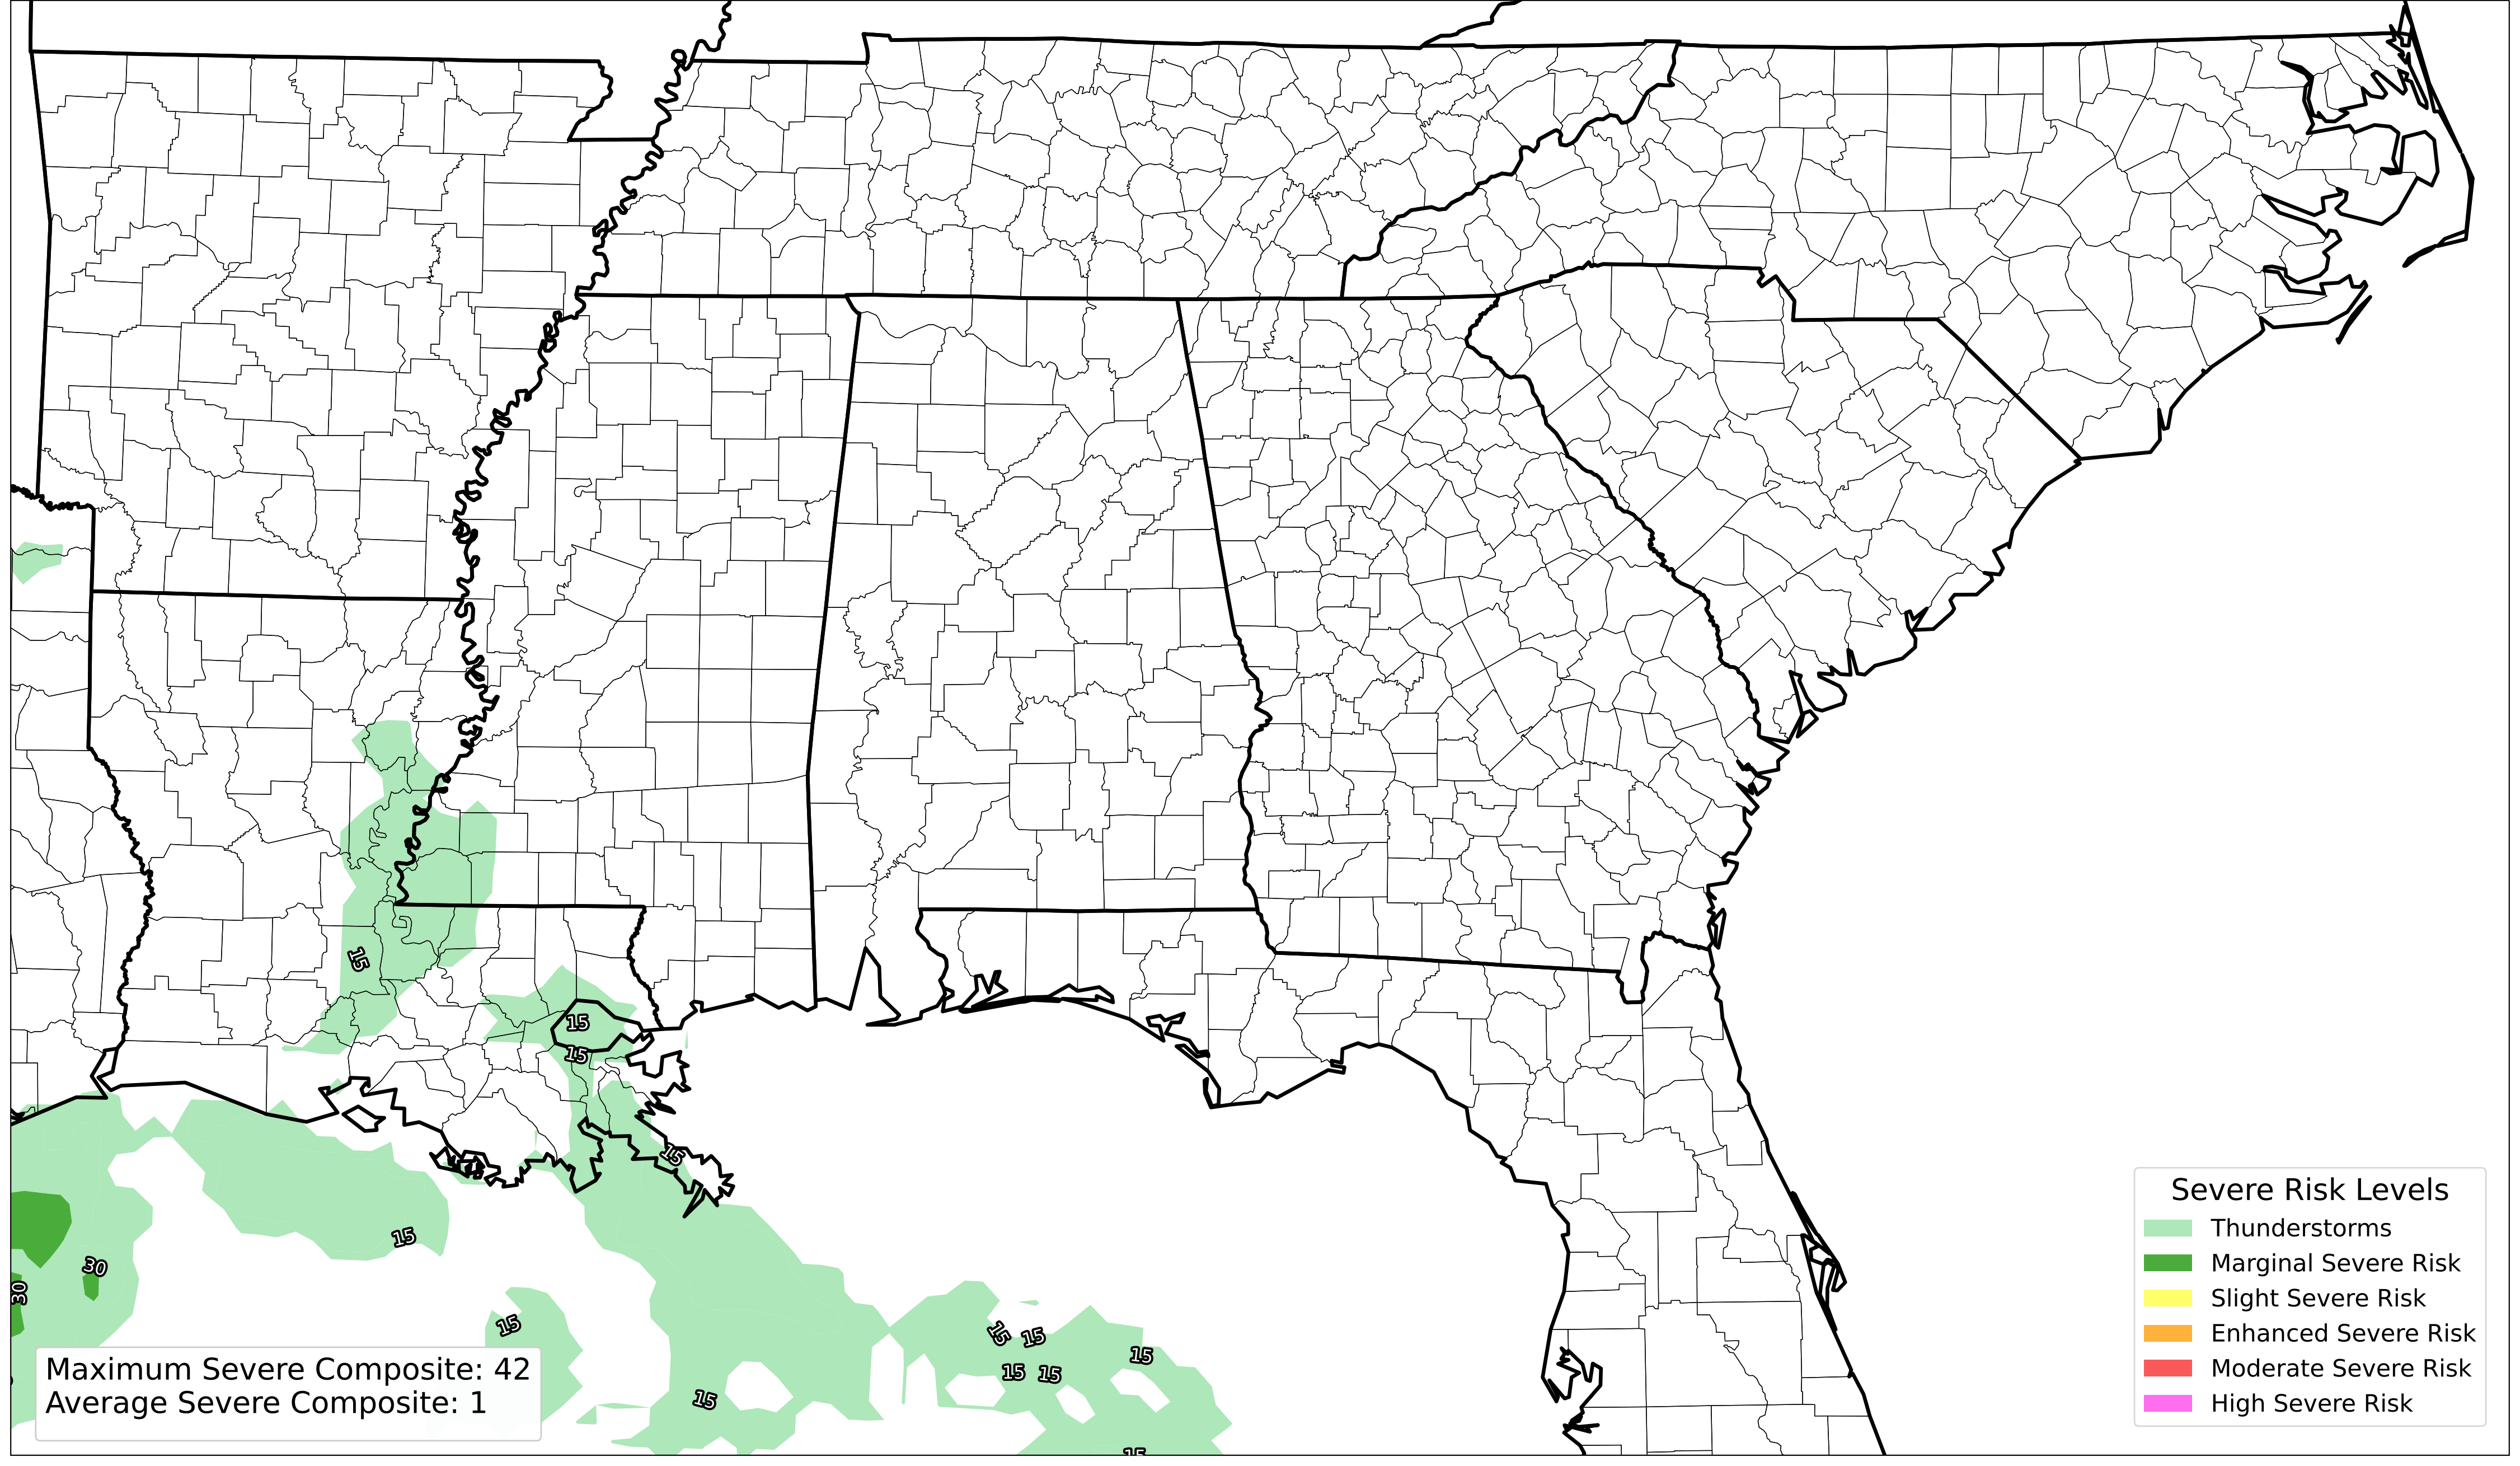 15
15
15
15
15
30
30
15
15
15
15
15
15
15
15
Maximum Severe Composite: 42
Average Severe Composite: 1
Severe Risk Levels
Thunderstorms
Marginal Severe Risk
Slight Severe Risk
Enhanced Severe Risk
Moderate Severe Risk
High Severe Risk